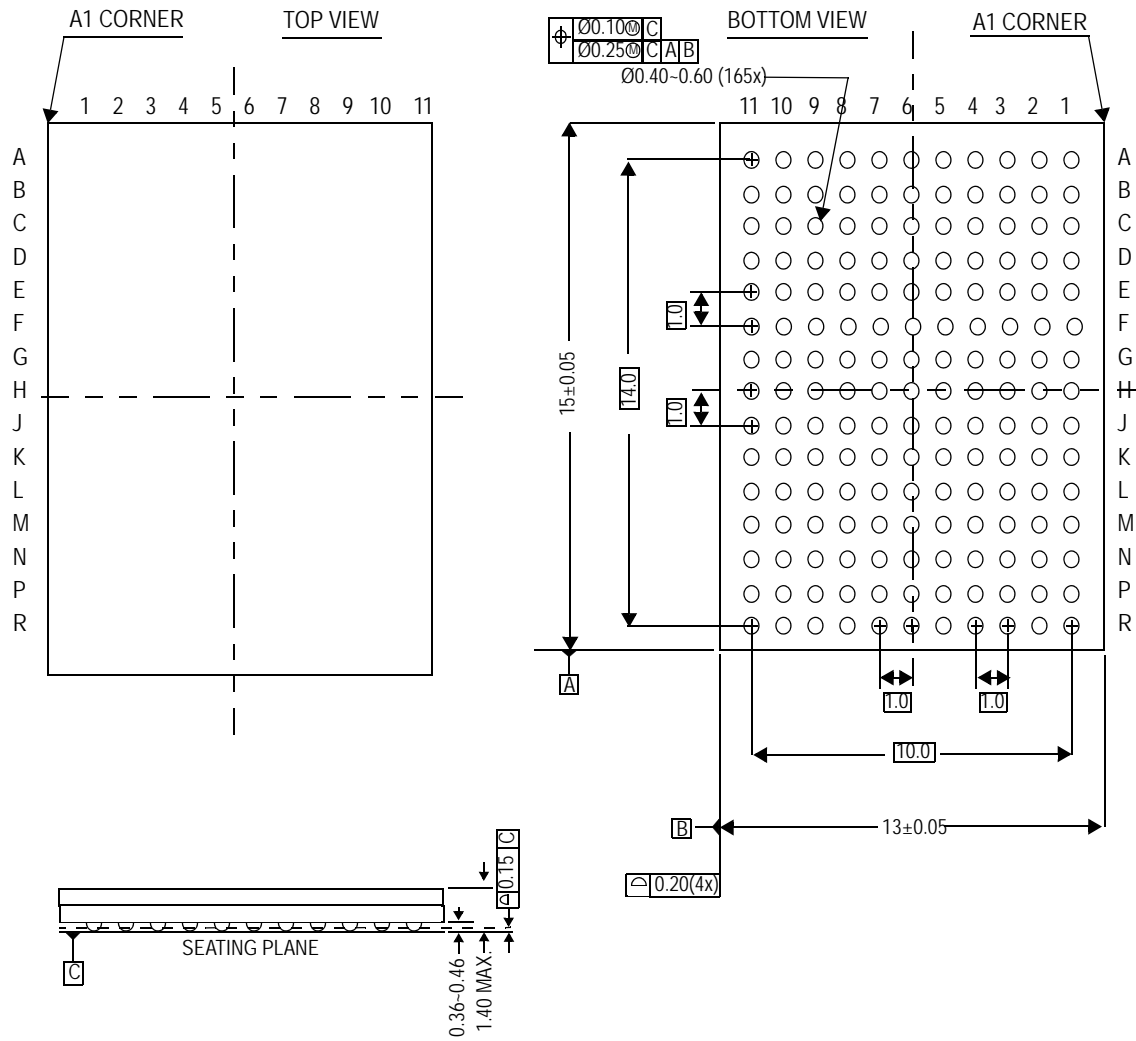 A1 CORNER
TOP VIEW
1 2 3 4 5 6 7 8 9 10 11
A
B
C
D
E
F
G
H
J
K
L
M
N
P
R
Ø0.10Ⓜ C
Ø0.25Ⓜ C A B
BOTTOM VIEW
A1 CORNER
Ø0.40~0.60 (165x)
11 10 9 8 7 6 5 4 3 2 1
A
B
C
D
E
F
G
H
J
K
L
M
N
P
R
15±0.05
14.0
1.0
1.0
A
1.0
1.0
10.0
B
13±0.05
0.20(4x)
0.15 C
SEATING PLANE
C
0.36~0.46
1.40 MAX.